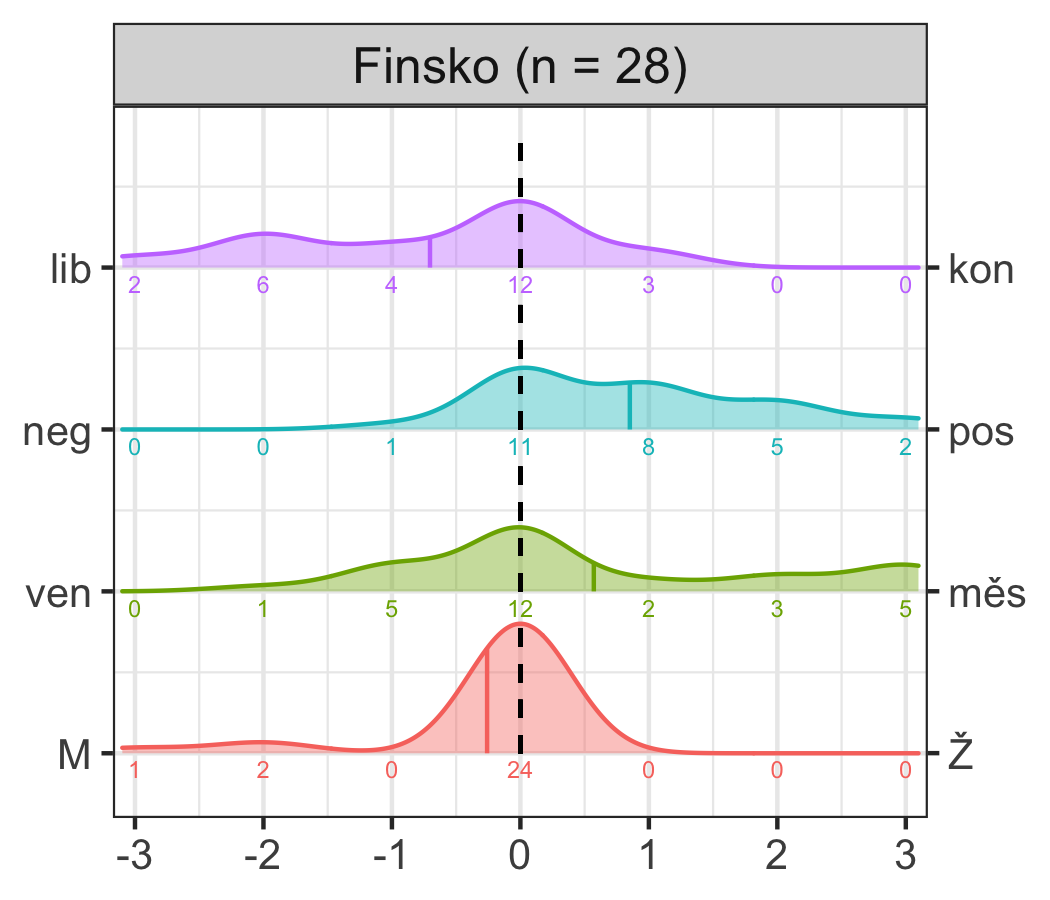 Finsko (n = 28)
lib kon
2 6 4 12 3 0 0
neg pos
0 0 1 11 8 5 2
ven měs
0 1 5 12 2 3 5
M Ž
1 2 0 24 0 0 0
-3 -2 -1 0 1 2 3